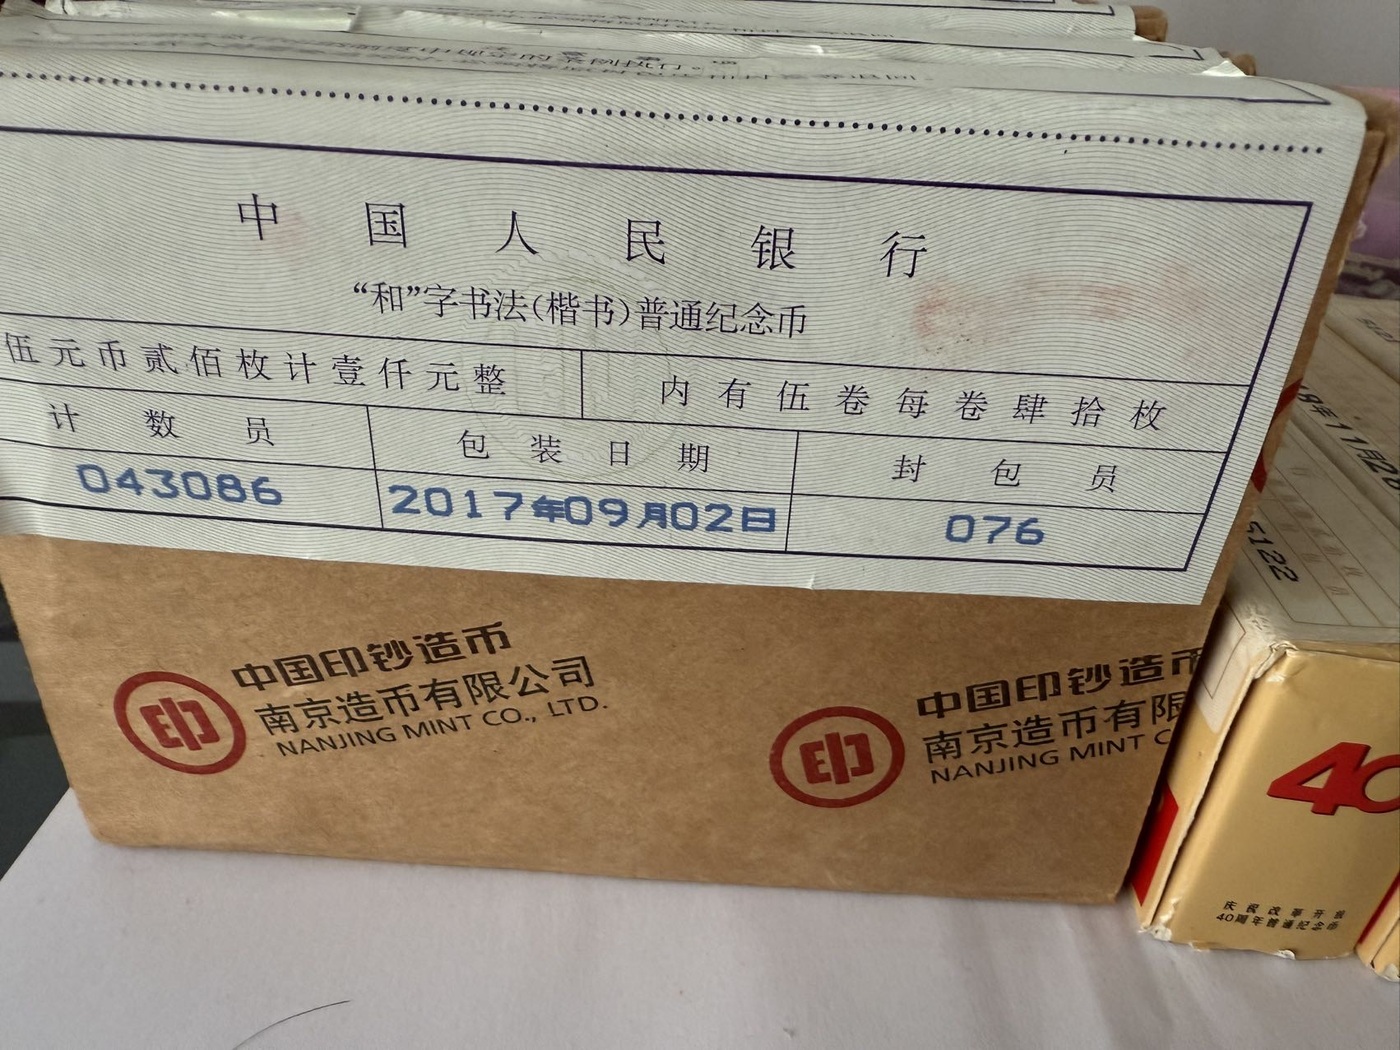 中国人民银行
“和”字书法(楷书)普通纪念币
伍元币贰佰枚计壹仟元整
内有伍卷每卷肆拾枚
计数员
包装日期
封包员
043086
2017年09月02日
076
中国印钞造币
南京造币有限公司
NANJING MINT CO., LTD.
中国印钞造币
南京造币有限
NANJING MINT C
年11月
5122
40
庆祝改革开放
40周年普通纪念币